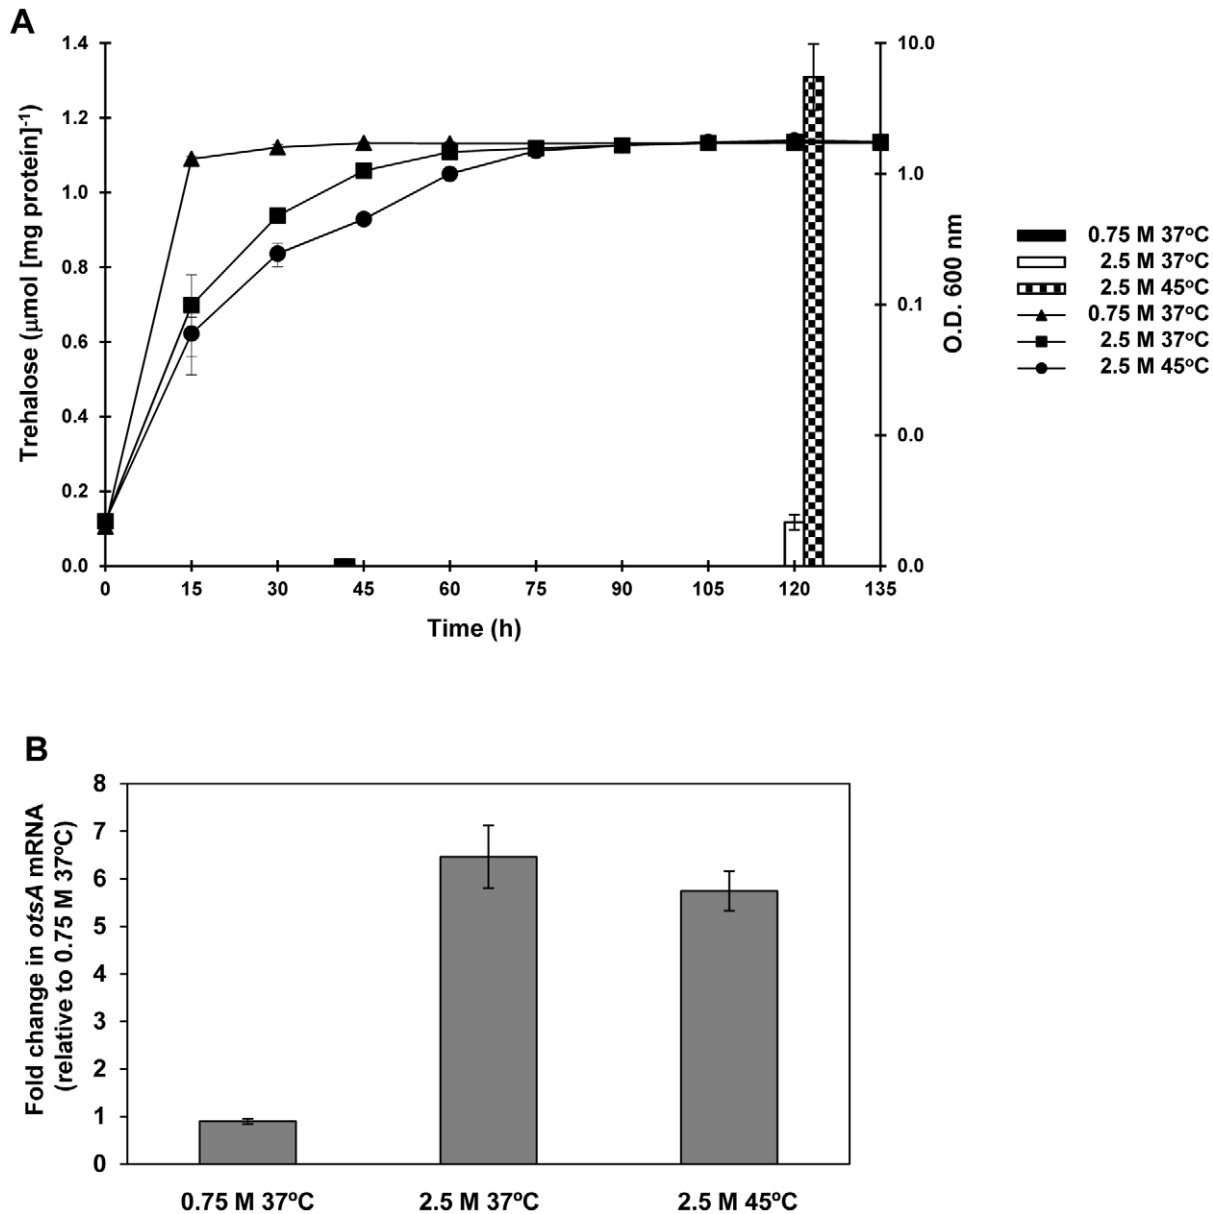 A
1.4
1.2
1.0
0.8
0.6
0.4
0.2
0.0
Trehalose (μmol [mg protein]-1)
10.0
1.0
0.1
0.0
0.0
O.D. 600 nm
0 15 30 45 60 75 90 105 120 135
Time (h)
0.75 M 37ºC
2.5 M 37ºC
2.5 M 45ºC
0.75 M 37ºC
2.5 M 37ºC
2.5 M 45ºC
B
8
7
6
5
4
3
2
1
0
Fold change in otsA mRNA
(relative to 0.75 M 37ºC)
0.75 M 37ºC 2.5 M 37ºC 2.5 M 45ºC